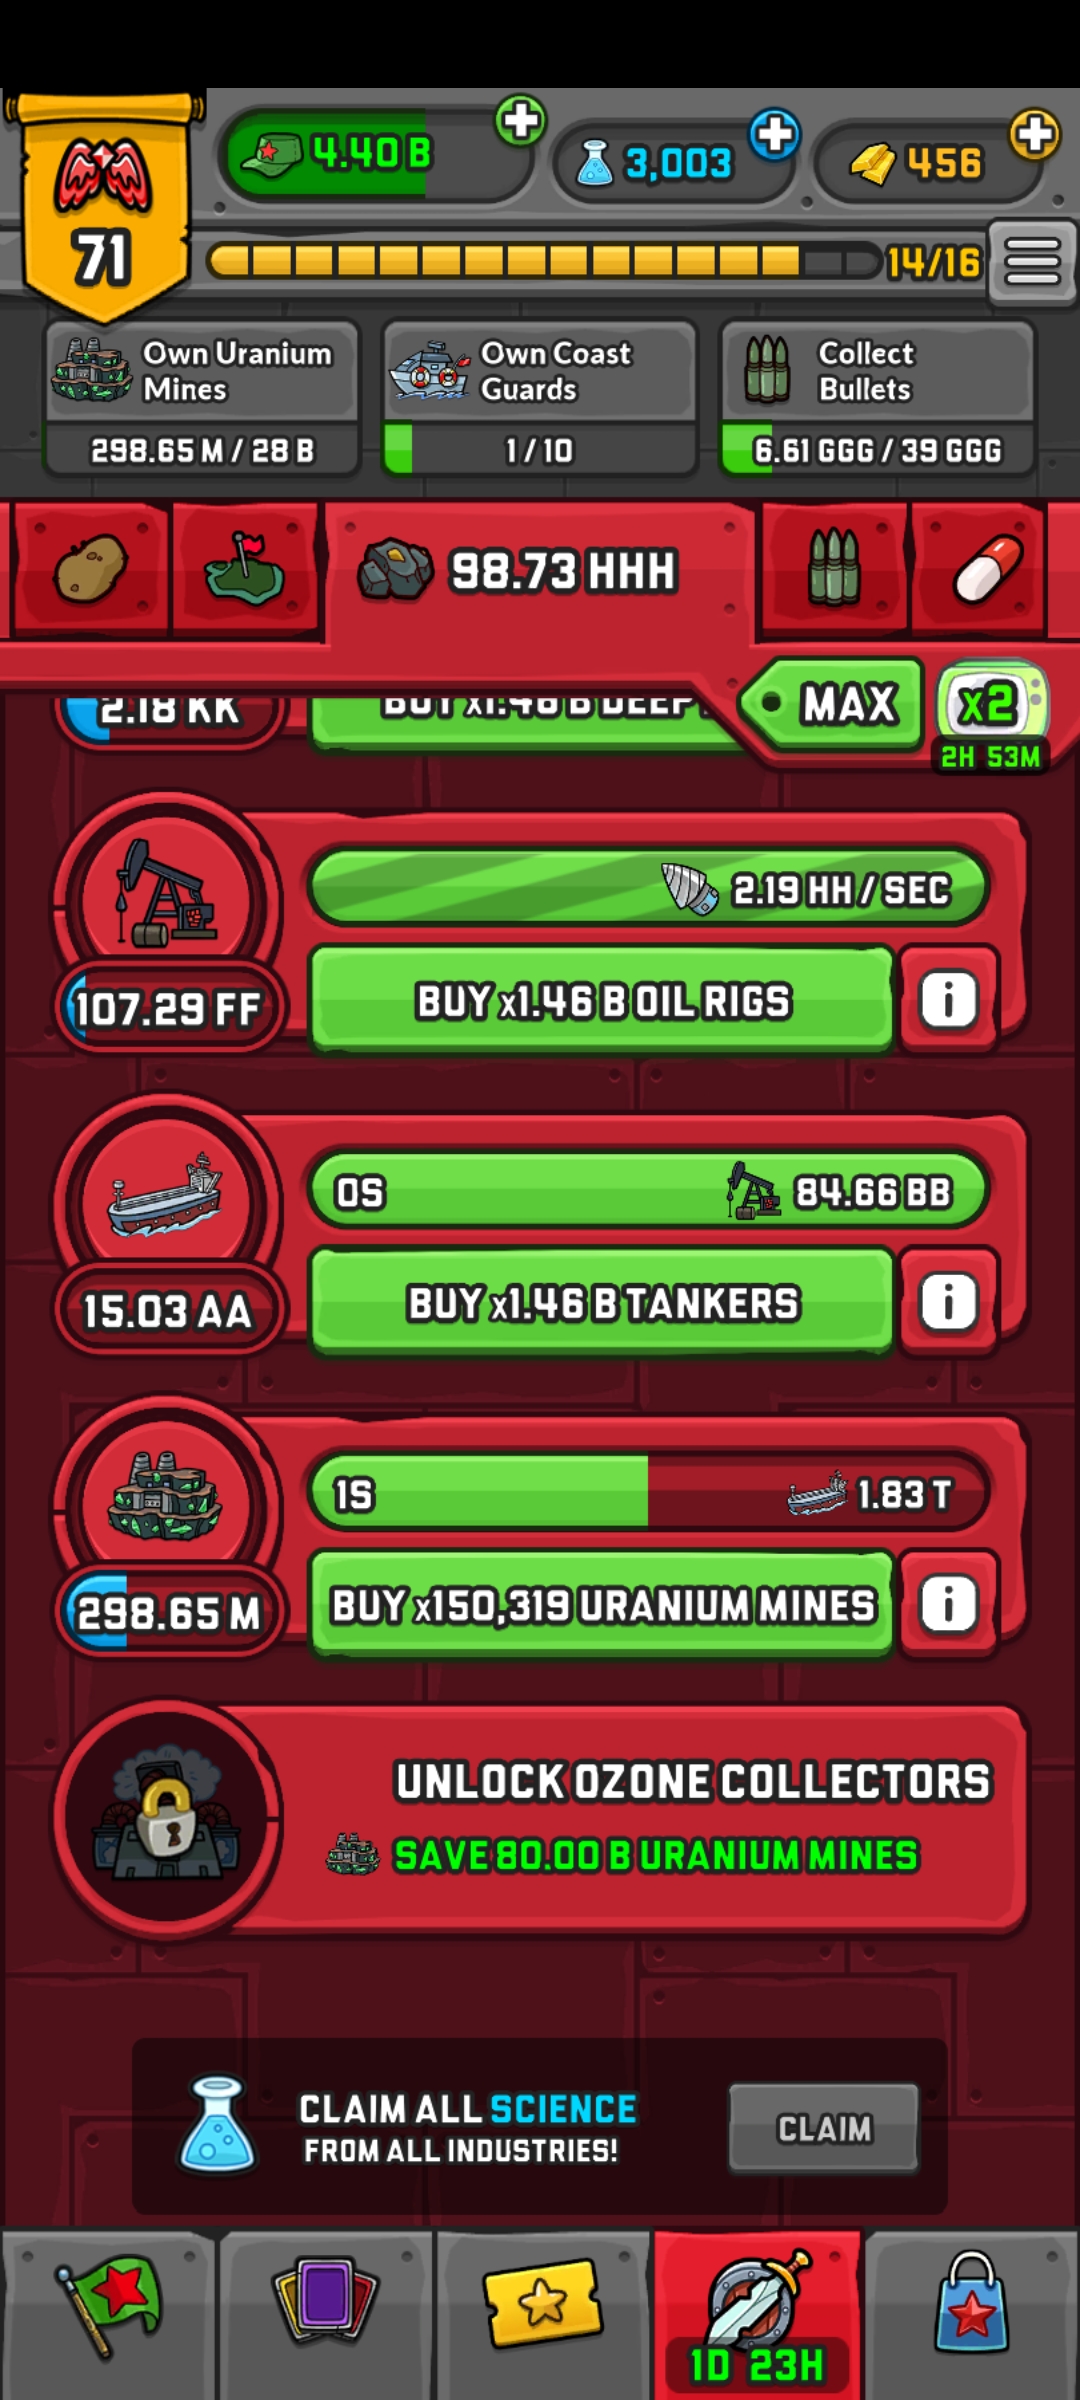 4.40 B
3,003
456
71
14/16
Own Uranium
Mines
298.65 M / 28 B
Own Coast
Guards
1 / 10
Collect
Bullets
6.61 GGG / 39 GGG
98.73 HHH
MAX
x2
2H 53M
2.18 KK
BUY x1.46 B DEEP
2.19 HH / SEC
107.29 FF
BUY x1.46 B OIL RIGS
i
0S
84.66 BB
15.03 AA
BUY x1.46 B TANKERS
i
1S
1.83 T
298.65 M
BUY x150,319 URANIUM MINES
i
UNLOCK OZONE COLLECTORS
SAVE 80.00 B URANIUM MINES
CLAIM ALL SCIENCE
FROM ALL INDUSTRIES!
CLAIM
1D 23H